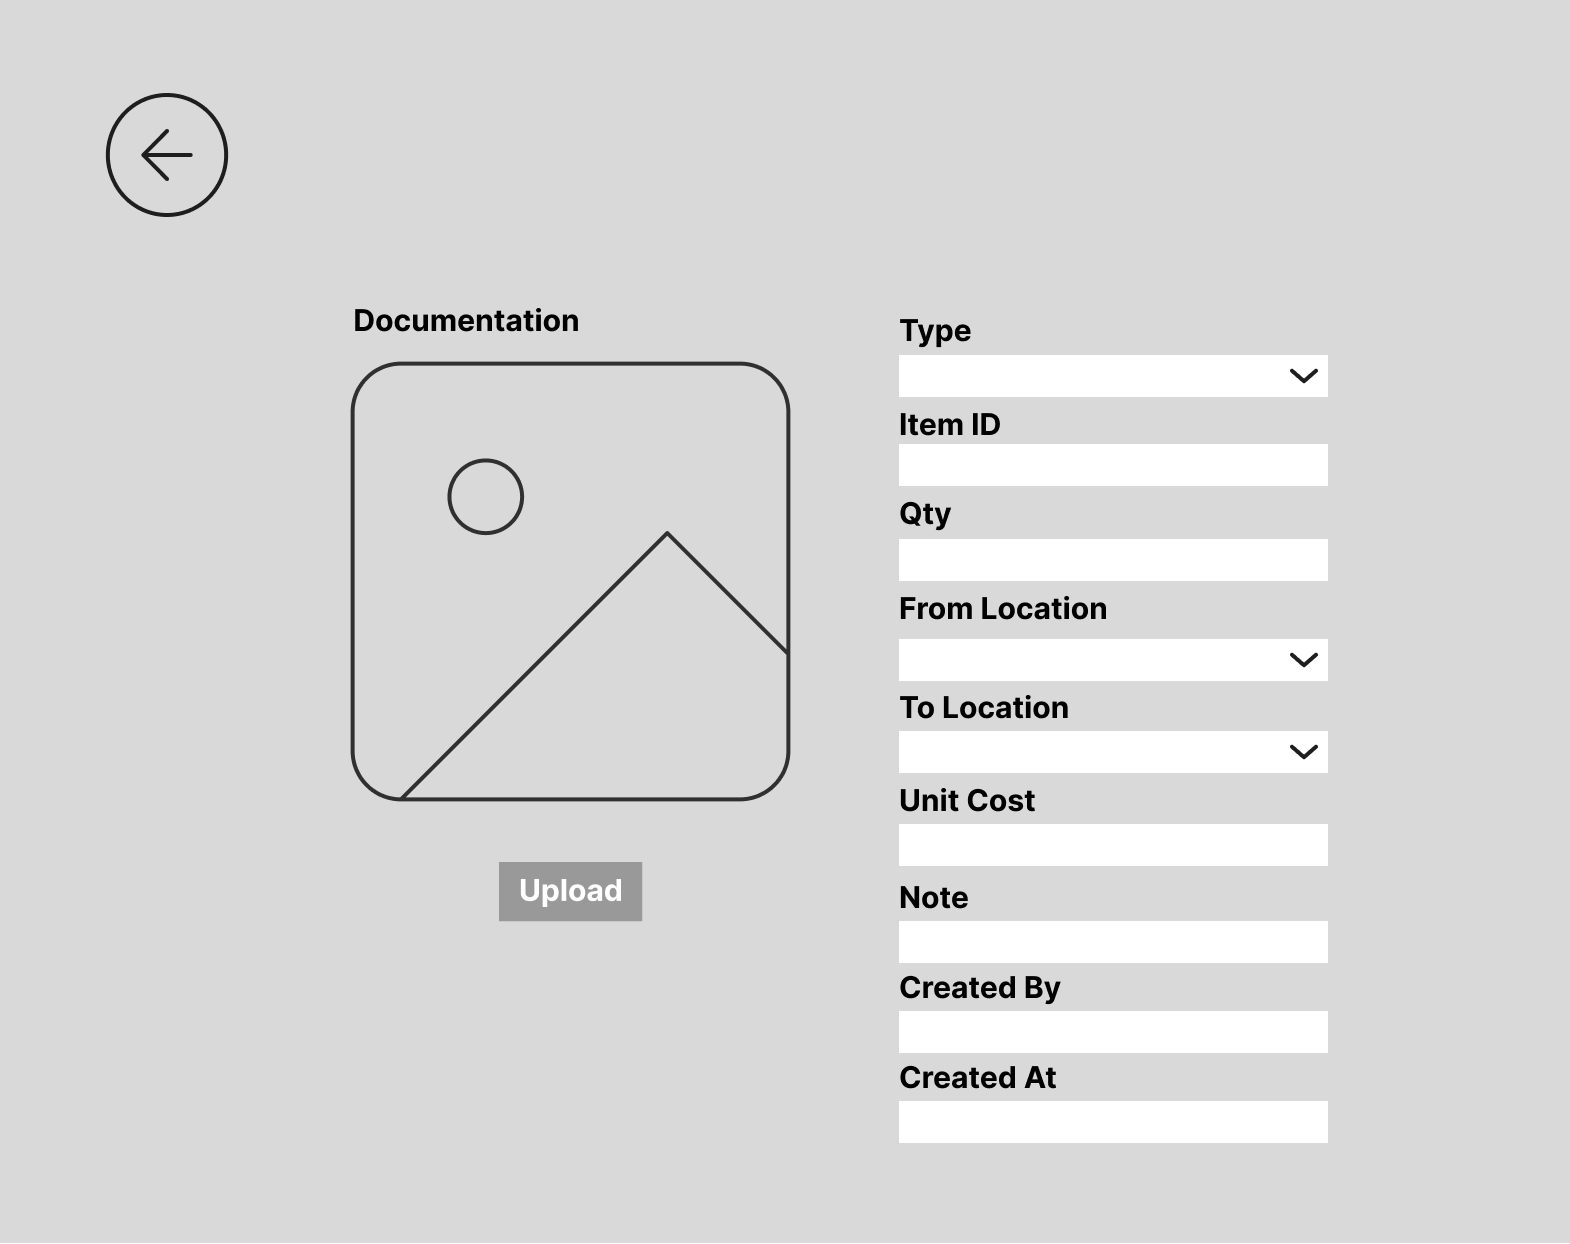 Documentation
Upload
Type
Item ID
Qty
From Location
To Location
Unit Cost
Note
Created By
Created At